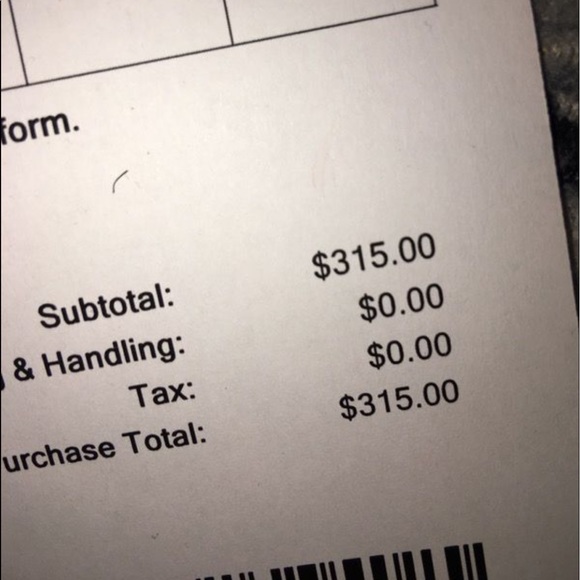 form.
Subtotal: $315.00
& Handling: $0.00
Tax: $0.00
urchase Total: $315.00